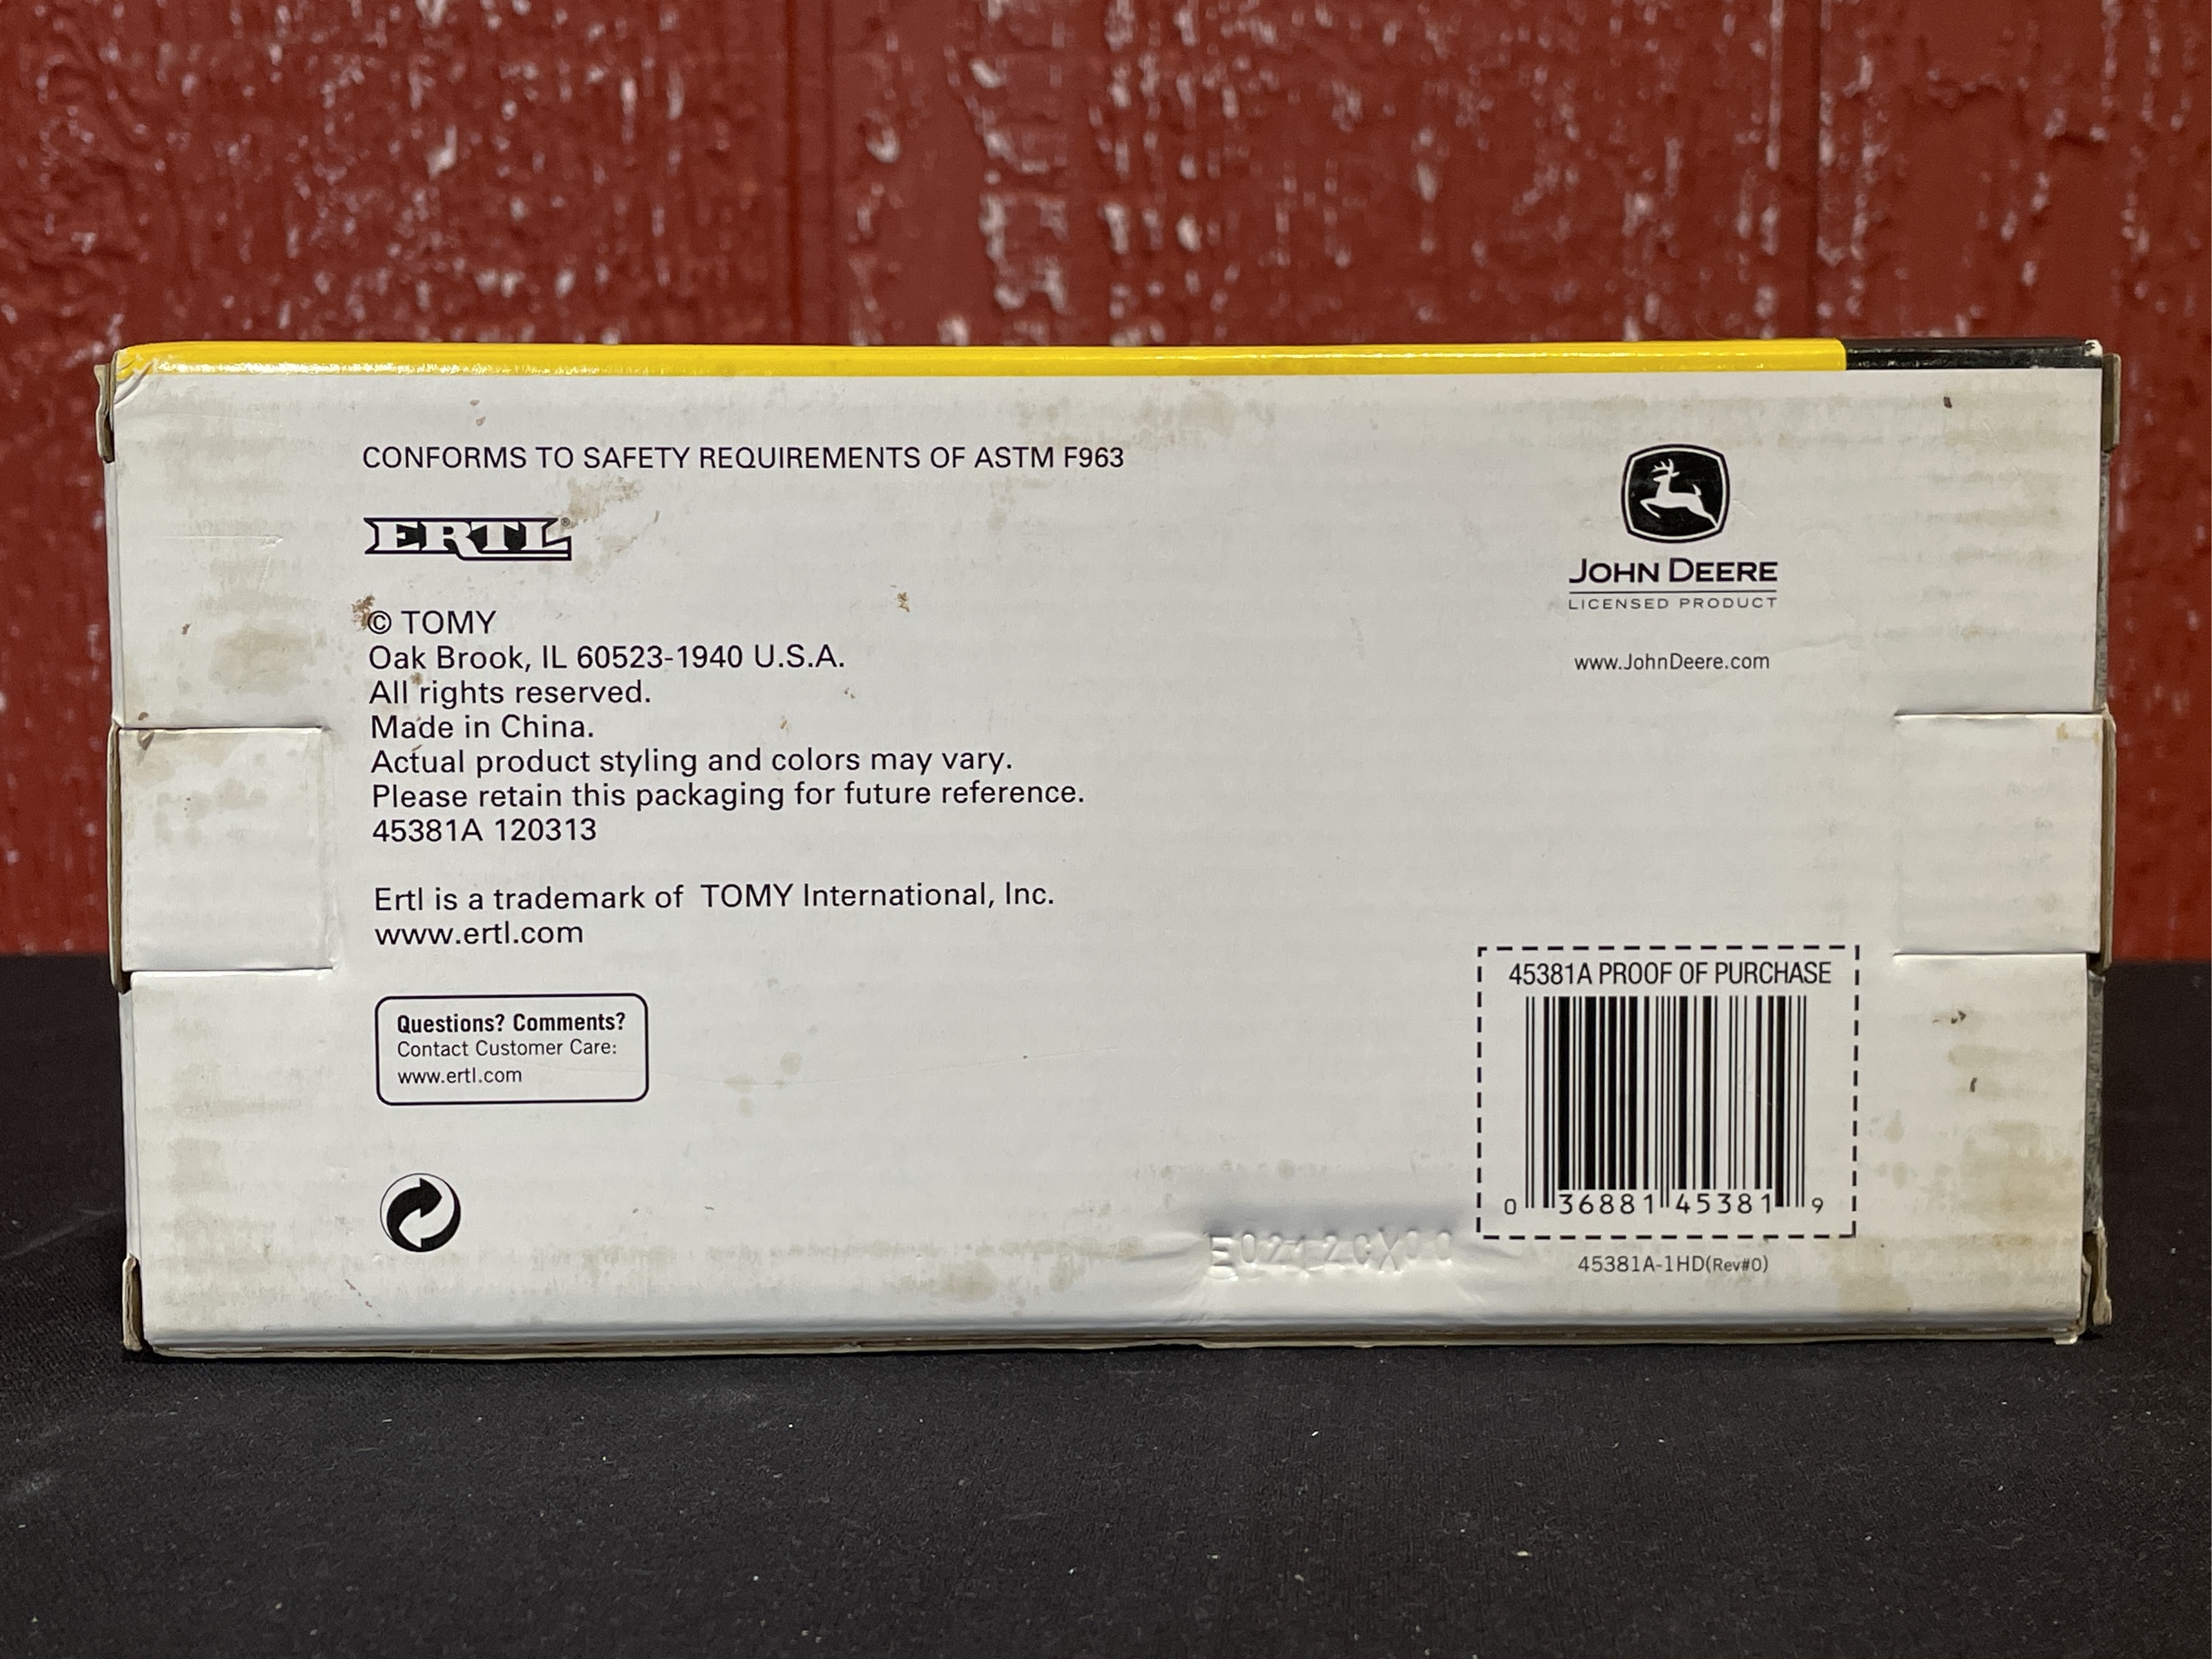 CONFORMS TO SAFETY REQUIREMENTS OF ASTM F963
ERTL®
© TOMY
Oak Brook, IL 60523-1940 U.S.A.
All rights reserved.
Made in China.
Actual product styling and colors may vary.
Please retain this packaging for future reference.
45381A 120313
Ertl is a trademark of TOMY International, Inc.
www.ertl.com
Questions? Comments?
Contact Customer Care:
www.ertl.com
JOHN DEERE
LICENSED PRODUCT
www.JohnDeere.com
45381A PROOF OF PURCHASE
0 36881 45381 9
45381A-1HD(Rev#0)